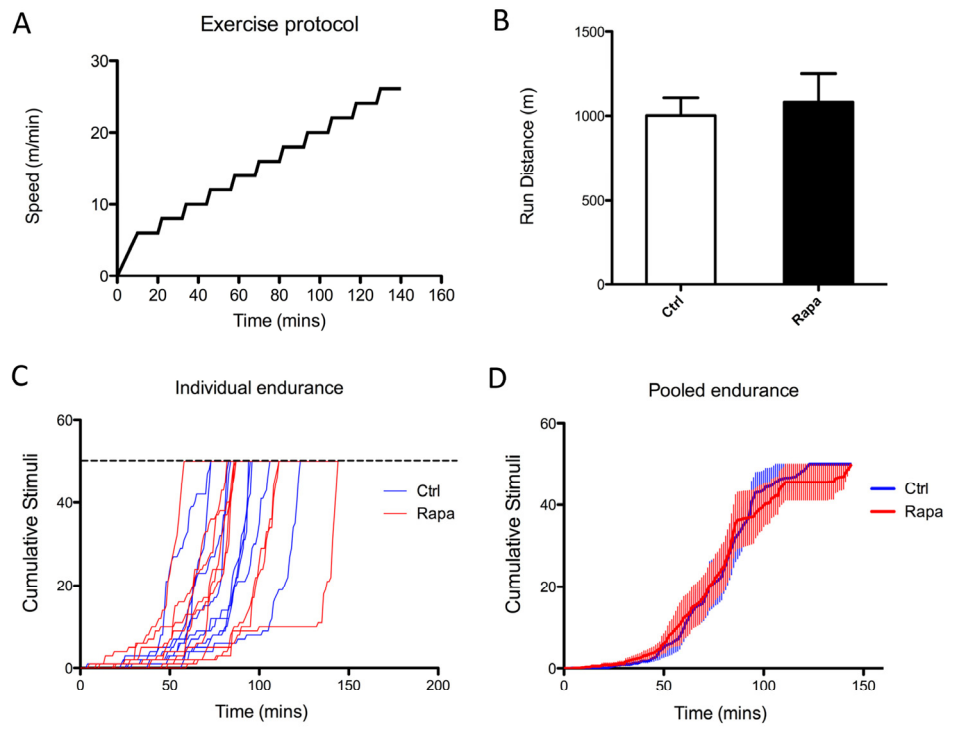 A
Exercise protocol
30
20
10
0
Speed (m/min)
0 20 40 60 80 100 120 140 160
Time (mins)
B
1500
1000
500
0
Run Distance (m)
Ctrl
Rapa
C
Individual endurance
60
40
20
0
Cumulative Stimuli
Ctrl
Rapa
0 50 100 150 200
Time (mins)
D
Pooled endurance
60
40
20
0
Cumulative Stimuli
Ctrl
Rapa
0 50 100 150
Time (mins)